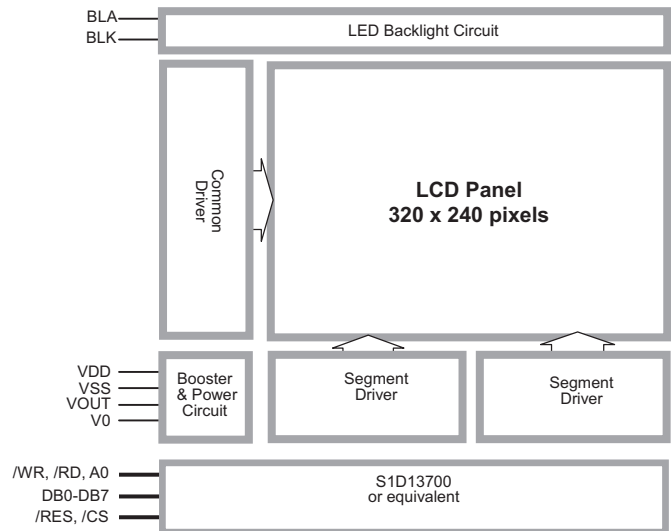 BLA
BLK
LED Backlight Circuit
Common
Driver
LCD Panel
320 x 240 pixels
VDD
VSS
VOUT
V0
Booster
& Power
Circuit
Segment
Driver
Segment
Driver
/WR, /RD, A0
DB0-DB7
/RES, /CS
S1D13700
or equivalent